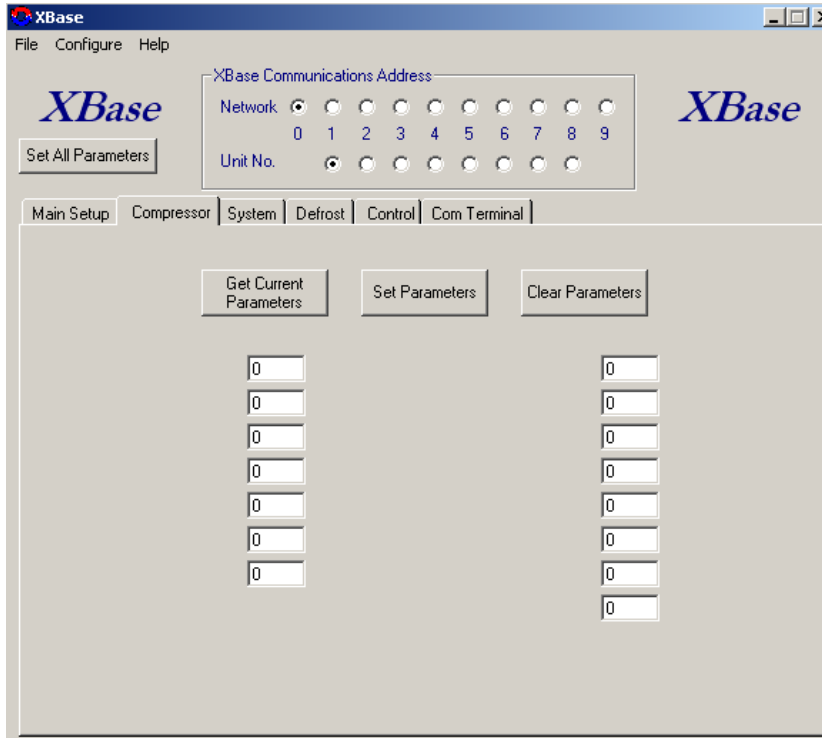 XBase
File Configure Help
XBase Communications Address
XBase
XBase
Network
0 1 2 3 4 5 6 7 8 9
Set All Parameters
Unit No.
Main Setup Compressor System Defrost Control Com Terminal
Get Current
Parameters
Set Parameters
Clear Parameters
0 0
0 0
0 0
0 0
0 0
0 0
0 0
0